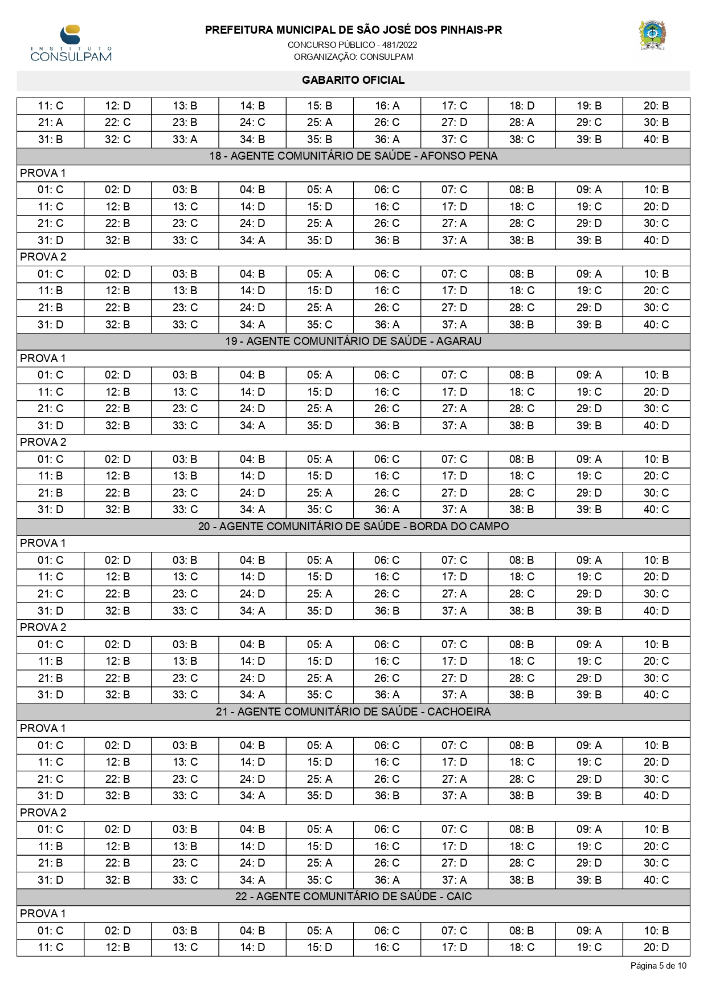 INSTITUTO
CONSULPAM
PREFEITURA MUNICIPAL DE SÃO JOSÉ DOS PINHAIS-PR
CONCURSO PÚBLICO - 481/2022
ORGANIZAÇÃO: CONSULPAM
GABARITO OFICIAL
11: C 12: D 13: B 14: B 15: B 16: A 17: C 18: D 19: B 20: B
21: A 22: C 23: B 24: C 25: A 26: C 27: D 28: A 29: C 30: B
31: B 32: C 33: A 34: B 35: B 36: A 37: C 38: C 39: B 40: B
18 - AGENTE COMUNITÁRIO DE SAÚDE - AFONSO PENA
PROVA 1
01: C 02: D 03: B 04: B 05: A 06: C 07: C 08: B 09: A 10: B
11: C 12: B 13: C 14: D 15: D 16: C 17: D 18: C 19: C 20: D
21: C 22: B 23: C 24: D 25: A 26: C 27: A 28: C 29: D 30: C
31: D 32: B 33: C 34: A 35: D 36: B 37: A 38: B 39: B 40: D
PROVA 2
01: C 02: D 03: B 04: B 05: A 06: C 07: C 08: B 09: A 10: B
11: B 12: B 13: B 14: D 15: D 16: C 17: D 18: C 19: C 20: C
21: B 22: B 23: C 24: D 25: A 26: C 27: D 28: C 29: D 30: C
31: D 32: B 33: C 34: A 35: C 36: A 37: A 38: B 39: B 40: C
19 - AGENTE COMUNITÁRIO DE SAÚDE - AGARAU
PROVA 1
01: C 02: D 03: B 04: B 05: A 06: C 07: C 08: B 09: A 10: B
11: C 12: B 13: C 14: D 15: D 16: C 17: D 18: C 19: C 20: D
21: C 22: B 23: C 24: D 25: A 26: C 27: A 28: C 29: D 30: C
31: D 32: B 33: C 34: A 35: D 36: B 37: A 38: B 39: B 40: D
PROVA 2
01: C 02: D 03: B 04: B 05: A 06: C 07: C 08: B 09: A 10: B
11: B 12: B 13: B 14: D 15: D 16: C 17: D 18: C 19: C 20: C
21: B 22: B 23: C 24: D 25: A 26: C 27: D 28: C 29: D 30: C
31: D 32: B 33: C 34: A 35: C 36: A 37: A 38: B 39: B 40: C
20 - AGENTE COMUNITÁRIO DE SAÚDE - BORDA DO CAMPO
PROVA 1
01: C 02: D 03: B 04: B 05: A 06: C 07: C 08: B 09: A 10: B
11: C 12: B 13: C 14: D 15: D 16: C 17: D 18: C 19: C 20: D
21: C 22: B 23: C 24: D 25: A 26: C 27: A 28: C 29: D 30: C
31: D 32: B 33: C 34: A 35: D 36: B 37: A 38: B 39: B 40: D
PROVA 2
01: C 02: D 03: B 04: B 05: A 06: C 07: C 08: B 09: A 10: B
11: B 12: B 13: B 14: D 15: D 16: C 17: D 18: C 19: C 20: C
21: B 22: B 23: C 24: D 25: A 26: C 27: D 28: C 29: D 30: C
31: D 32: B 33: C 34: A 35: C 36: A 37: A 38: B 39: B 40: C
21 - AGENTE COMUNITÁRIO DE SAÚDE - CACHOEIRA
PROVA 1
01: C 02: D 03: B 04: B 05: A 06: C 07: C 08: B 09: A 10: B
11: C 12: B 13: C 14: D 15: D 16: C 17: D 18: C 19: C 20: D
21: C 22: B 23: C 24: D 25: A 26: C 27: A 28: C 29: D 30: C
31: D 32: B 33: C 34: A 35: D 36: B 37: A 38: B 39: B 40: D
PROVA 2
01: C 02: D 03: B 04: B 05: A 06: C 07: C 08: B 09: A 10: B
11: B 12: B 13: B 14: D 15: D 16: C 17: D 18: C 19: C 20: C
21: B 22: B 23: C 24: D 25: A 26: C 27: D 28: C 29: D 30: C
31: D 32: B 33: C 34: A 35: C 36: A 37: A 38: B 39: B 40: C
22 - AGENTE COMUNITÁRIO DE SAÚDE - CAIC
PROVA 1
01: C 02: D 03: B 04: B 05: A 06: C 07: C 08: B 09: A 10: B
11: C 12: B 13: C 14: D 15: D 16: C 17: D 18: C 19: C 20: D
Página 5 de 10